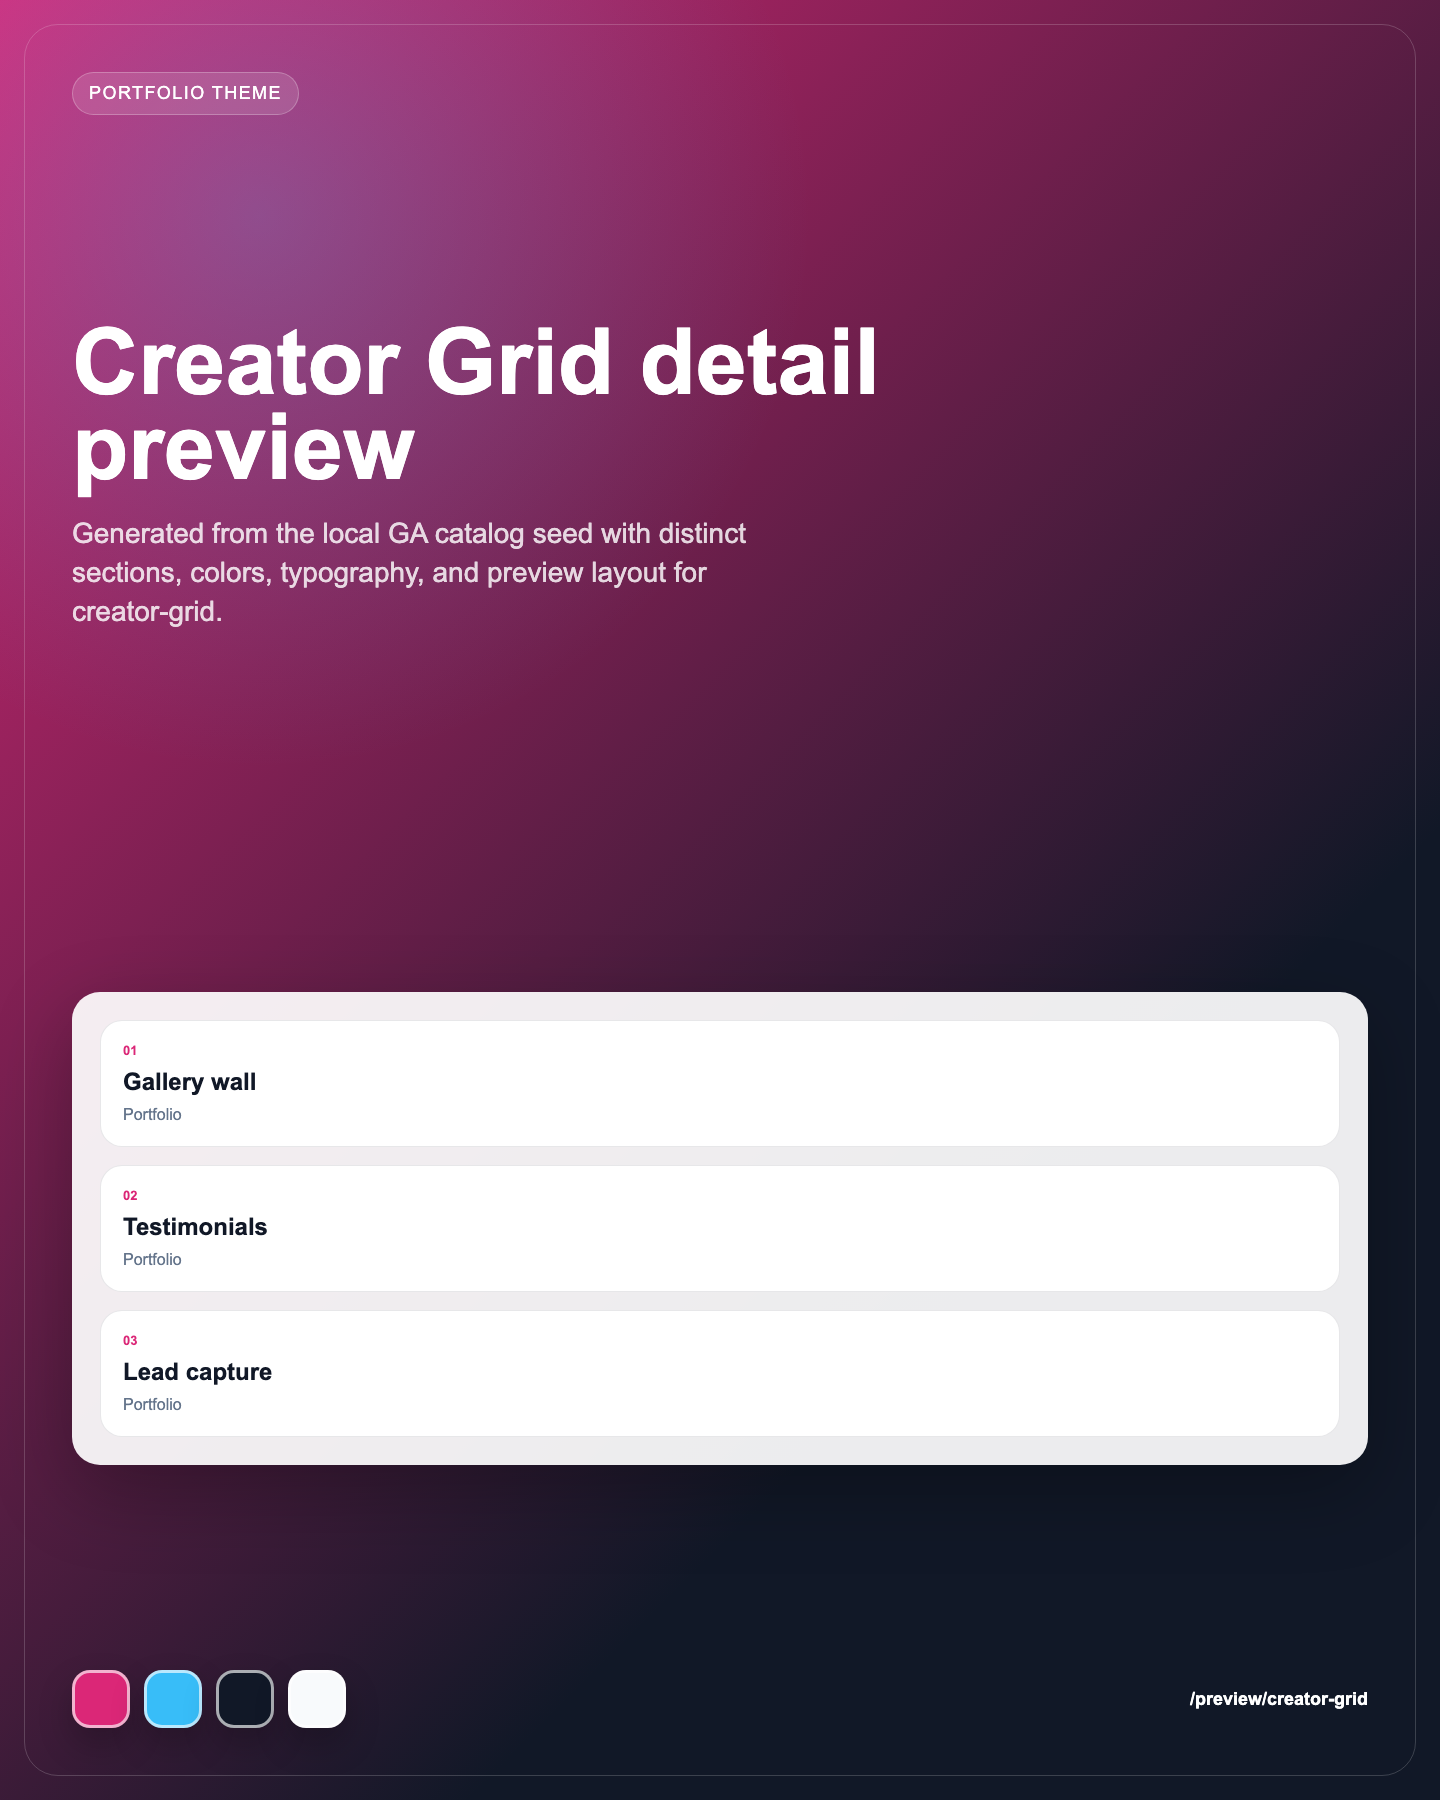 PORTFOLIO THEME
Creator Grid detail
preview
Generated from the local GA catalog seed with distinct
sections, colors, typography, and preview layout for
creator-grid.
01
Gallery wall
Portfolio
02
Testimonials
Portfolio
03
Lead capture
Portfolio
/preview/creator-grid